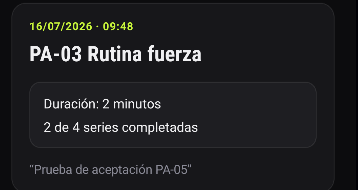 16/07/2026 · 09:48
PA-03 Rutina fuerza
Duración: 2 minutos
2 de 4 series completadas
"Prueba de aceptación PA-05"